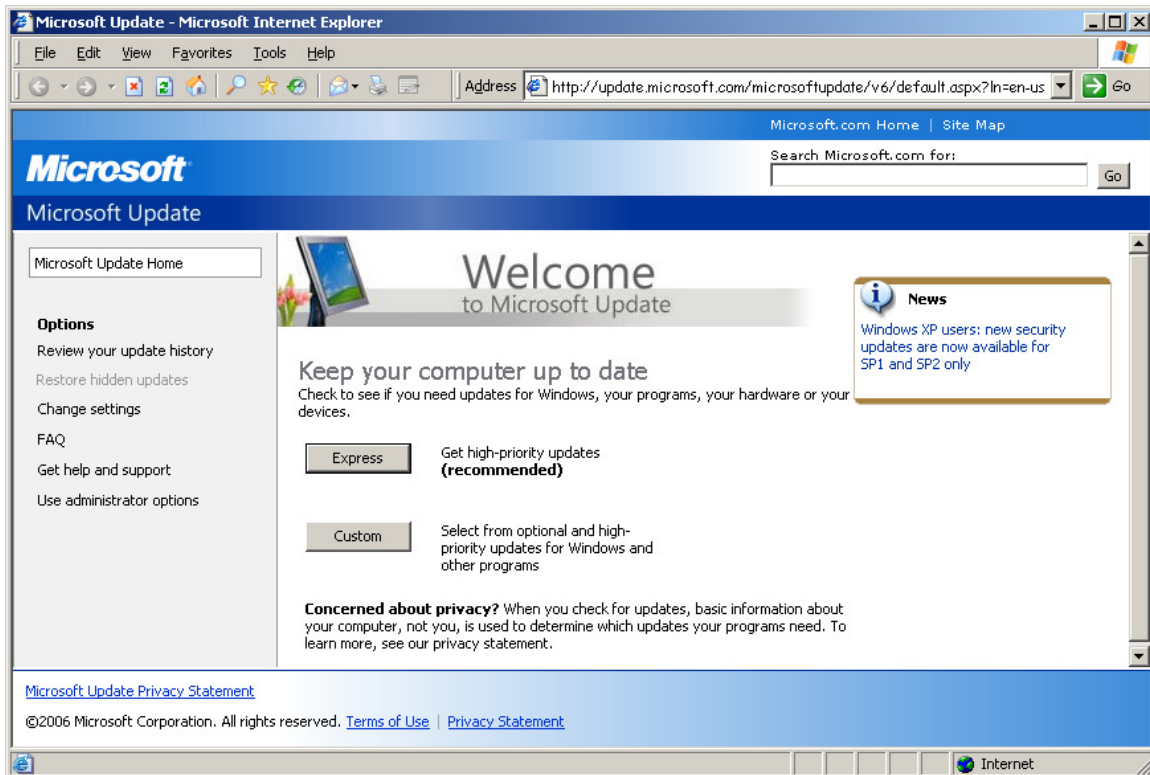 Microsoft Update - Microsoft Internet Explorer
File Edit View Favorites Tools Help
Address http://update.microsoft.com/microsoftupdate/v6/default.aspx?ln=en-us Go
Microsoft.com Home | Site Map
Microsoft
Search Microsoft.com for:
Go
Microsoft Update
Microsoft Update Home
Options
Review your update history
Restore hidden updates
Change settings
FAQ
Get help and support
Use administrator options
Welcome
to Microsoft Update
Keep your computer up to date
Check to see if you need updates for Windows, your programs, your hardware or your
devices.
Express
Get high-priority updates
(recommended)
Custom
Select from optional and high-
priority updates for Windows and
other programs
Concerned about privacy? When you check for updates, basic information about
your computer, not you, is used to determine which updates your programs need. To
learn more, see our privacy statement.
News
Windows XP users: new security
updates are now available for
SP1 and SP2 only
Microsoft Update Privacy Statement
©2006 Microsoft Corporation. All rights reserved. Terms of Use | Privacy Statement
Internet